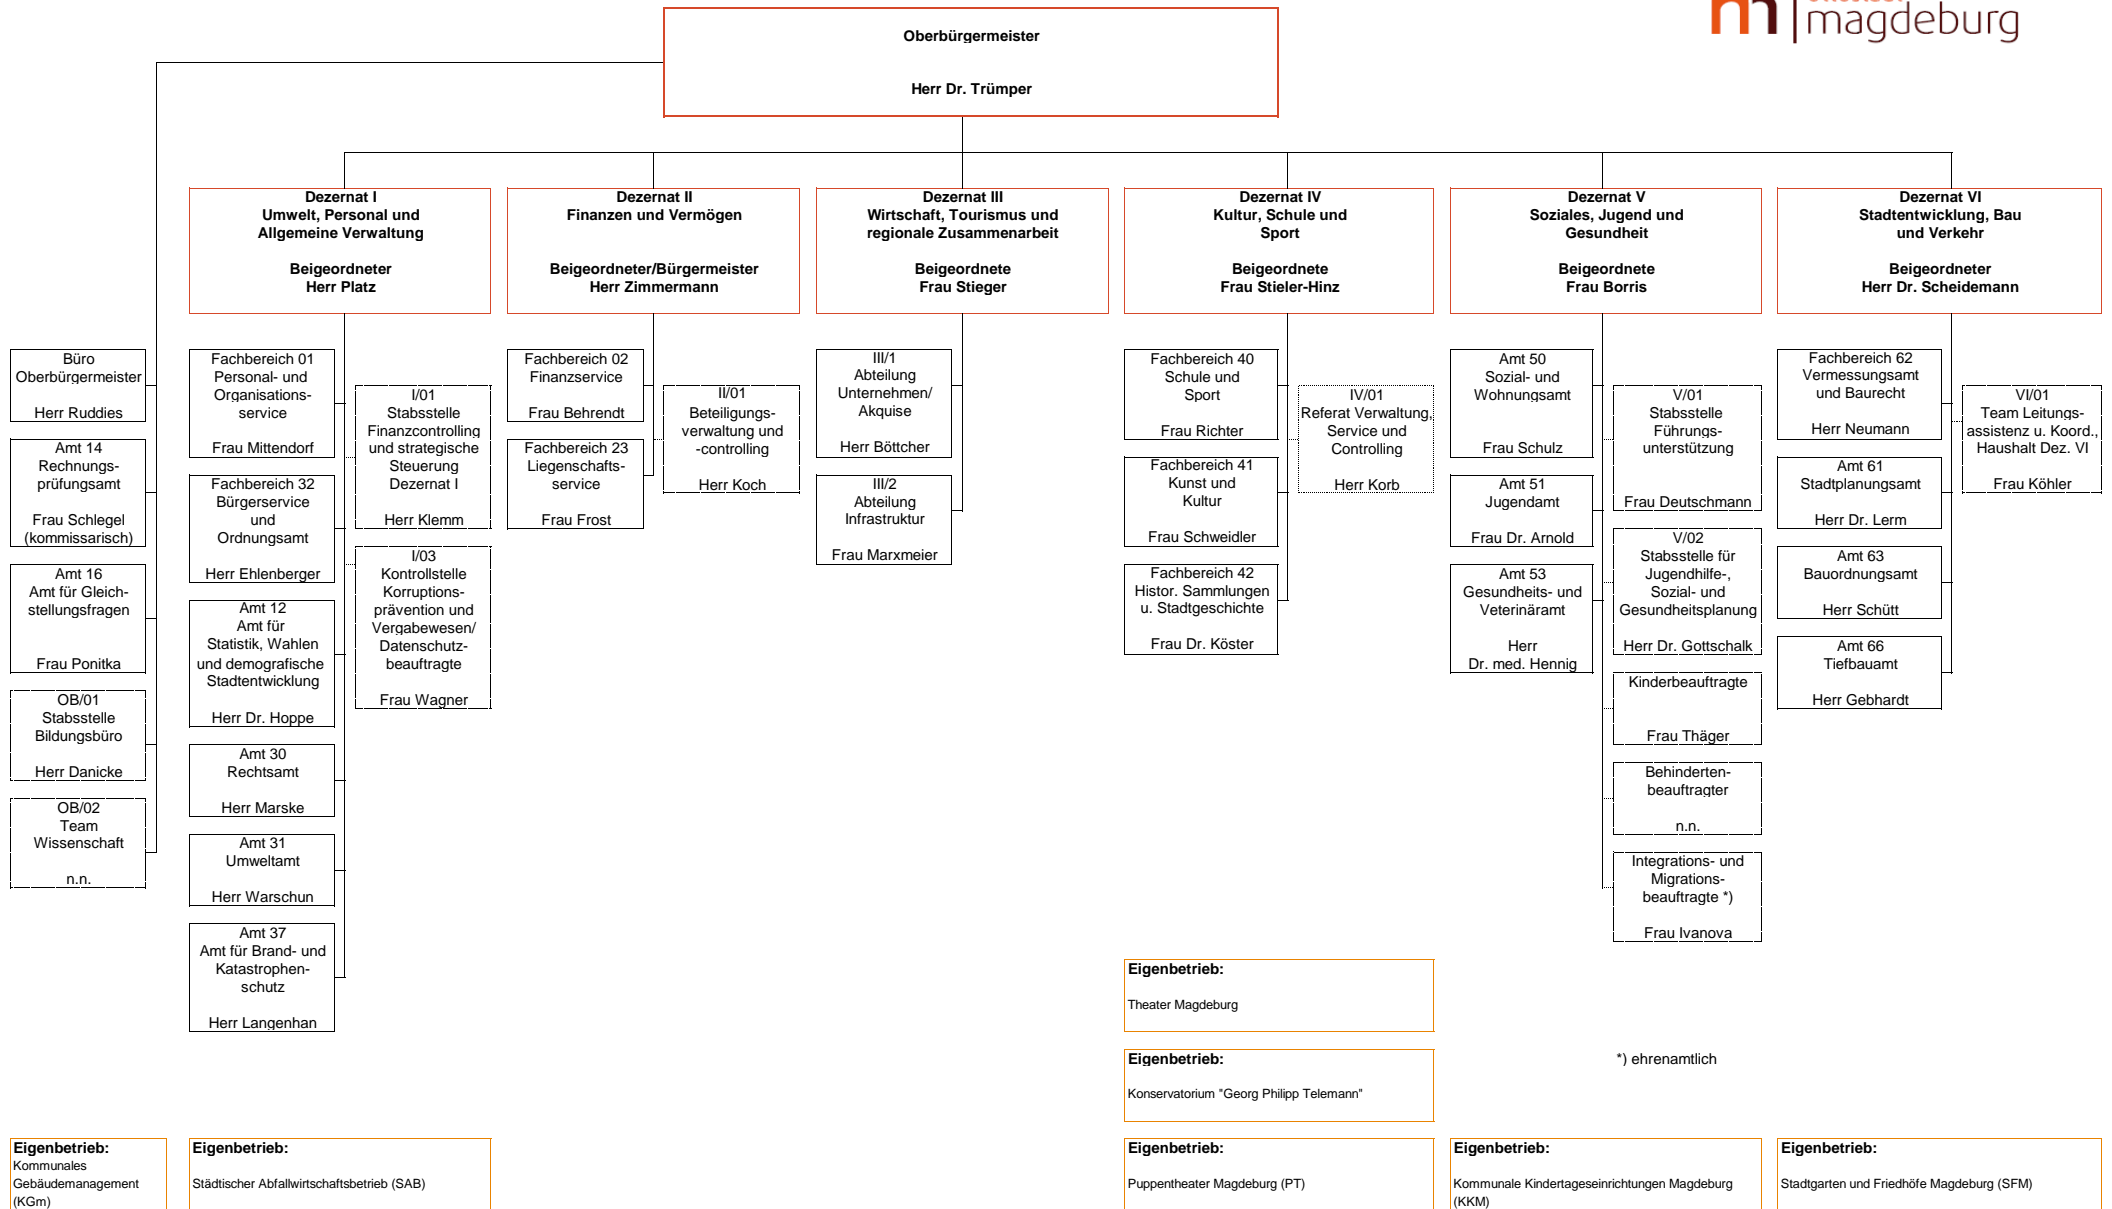 magdeburg
Oberbürgermeister
Herr Dr. Trümper
Dezernat I
Umwelt, Personal und
Allgemeine Verwaltung
Beigeordneter
Herr Platz
Dezernat II
Finanzen und Vermögen
Beigeordneter/Bürgermeister
Herr Zimmermann
Dezernat III
Wirtschaft, Tourismus und
regionale Zusammenarbeit
Beigeordnete
Frau Stieger
Dezernat IV
Kultur, Schule und
Sport
Beigeordnete
Frau Stieler-Hinz
Dezernat V
Soziales, Jugend und
Gesundheit
Beigeordnete
Frau Borris
Dezernat VI
Stadtentwicklung, Bau
und Verkehr
Beigeordneter
Herr Dr. Scheidemann
Büro
Oberbürgermeister
Herr Ruddies
Amt 14
Rechnungs-
prüfungsamt
Frau Schlegel
(kommissarisch)
Amt 16
Amt für Gleich-
stellungsfragen
Frau Ponitka
OB/01
Stabsstelle
Bildungsbüro
Herr Danicke
OB/02
Team
Wissenschaft
n.n.
Fachbereich 01
Personal- und
Organisations-
service
Frau Mittendorf
Fachbereich 32
Bürgerservice
und
Ordnungsamt
Herr Ehlenberger
Amt 12
Amt für
Statistik, Wahlen
und demografische
Stadtentwicklung
Herr Dr. Hoppe
Amt 30
Rechtsamt
Herr Marske
Amt 31
Umweltamt
Herr Warschun
Amt 37
Amt für Brand- und
Katastrophen-
schutz
Herr Langenhan
I/01
Stabsstelle
Finanzcontrolling
und strategische
Steuerung
Dezernat I
Herr Klemm
I/03
Kontrollstelle
Korruptions-
prävention und
Vergabewesen/
Datenschutz-
beauftragte
Frau Wagner
Fachbereich 02
Finanzservice
Frau Behrendt
Fachbereich 23
Liegenschafts-
service
Frau Frost
II/01
Beteiligungs-
verwaltung und
-controlling
Herr Koch
III/1
Abteilung
Unternehmen/
Akquise
Herr Böttcher
III/2
Abteilung
Infrastruktur
Frau Marxmeier
Fachbereich 40
Schule und
Sport
Frau Richter
Fachbereich 41
Kunst und
Kultur
Frau Schweidler
Fachbereich 42
Histor. Sammlungen
u. Stadtgeschichte
Frau Dr. Köster
IV/01
Referat Verwaltung,
Service und
Controlling
Herr Korb
Amt 50
Sozial- und
Wohnungsamt
Frau Schulz
Amt 51
Jugendamt
Frau Dr. Arnold
Amt 53
Gesundheits- und
Veterinäramt
Herr
Dr. med. Hennig
V/01
Stabsstelle
Führungs-
unterstützung
Frau Deutschmann
V/02
Stabsstelle für
Jugendhilfe-,
Sozial- und
Gesundheitsplanung
Herr Dr. Gottschalk
Kinderbeauftragte
Frau Thäger
Behinderten-
beauftragter
n.n.
Integrations- und
Migrations-
beauftragte *)
Frau Ivanova
Fachbereich 62
Vermessungsamt
und Baurecht
Herr Neumann
Amt 61
Stadtplanungsamt
Herr Dr. Lerm
Amt 63
Bauordnungsamt
Herr Schütt
Amt 66
Tiefbauamt
Herr Gebhardt
VI/01
Team Leitungs-
assistenz u. Koord.,
Haushalt Dez. VI
Frau Köhler
Eigenbetrieb:
Theater Magdeburg
Eigenbetrieb:
Konservatorium "Georg Philipp Telemann"
*) ehrenamtlich
Eigenbetrieb:
Kommunales
Gebäudemanagement
(KGm)
Eigenbetrieb:
Städtischer Abfallwirtschaftsbetrieb (SAB)
Eigenbetrieb:
Puppentheater Magdeburg (PT)
Eigenbetrieb:
Kommunale Kindertageseinrichtungen Magdeburg
(KKM)
Eigenbetrieb:
Stadtgarten und Friedhöfe Magdeburg (SFM)